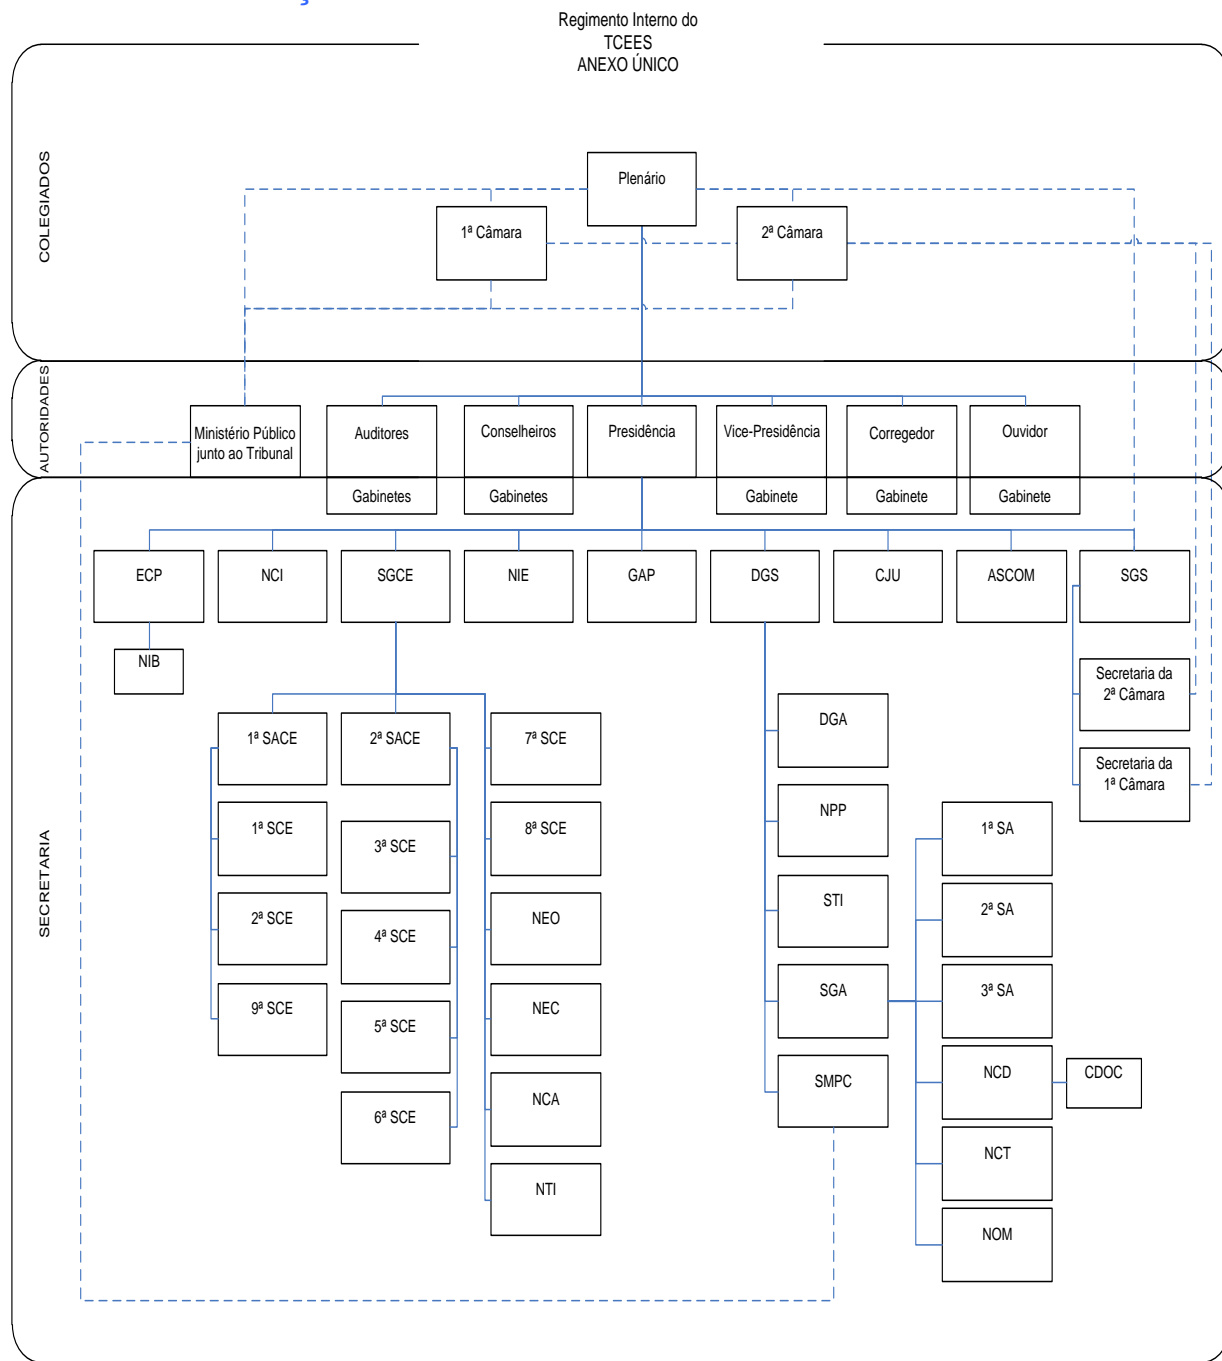 Regimento Interno do
TCEES
ANEXO ÚNICO
COLEGIADOS
Plenário
1ª Câmara
2ª Câmara
AUTORIDADES
Ministério Público
junto ao Tribunal
Auditores
Conselheiros
Presidência
Vice-Presidência
Corregedor
Ouvidor
Gabinetes
Gabinetes
Gabinete
Gabinete
Gabinete
SECRETARIA
ECP
NCI
SGCE
NIE
GAP
DGS
CJU
ASCOM
SGS
NIB
Secretaria da
2ª Câmara
Secretaria da
1ª Câmara
1ª SACE
2ª SACE
7ª SCE
1ª SCE
3ª SCE
8ª SCE
2ª SCE
4ª SCE
NEO
9ª SCE
5ª SCE
NEC
6ª SCE
NCA
NTI
DGA
NPP
STI
SGA
SMPC
1ª SA
2ª SA
3ª SA
NCD
CDOC
NCT
NOM